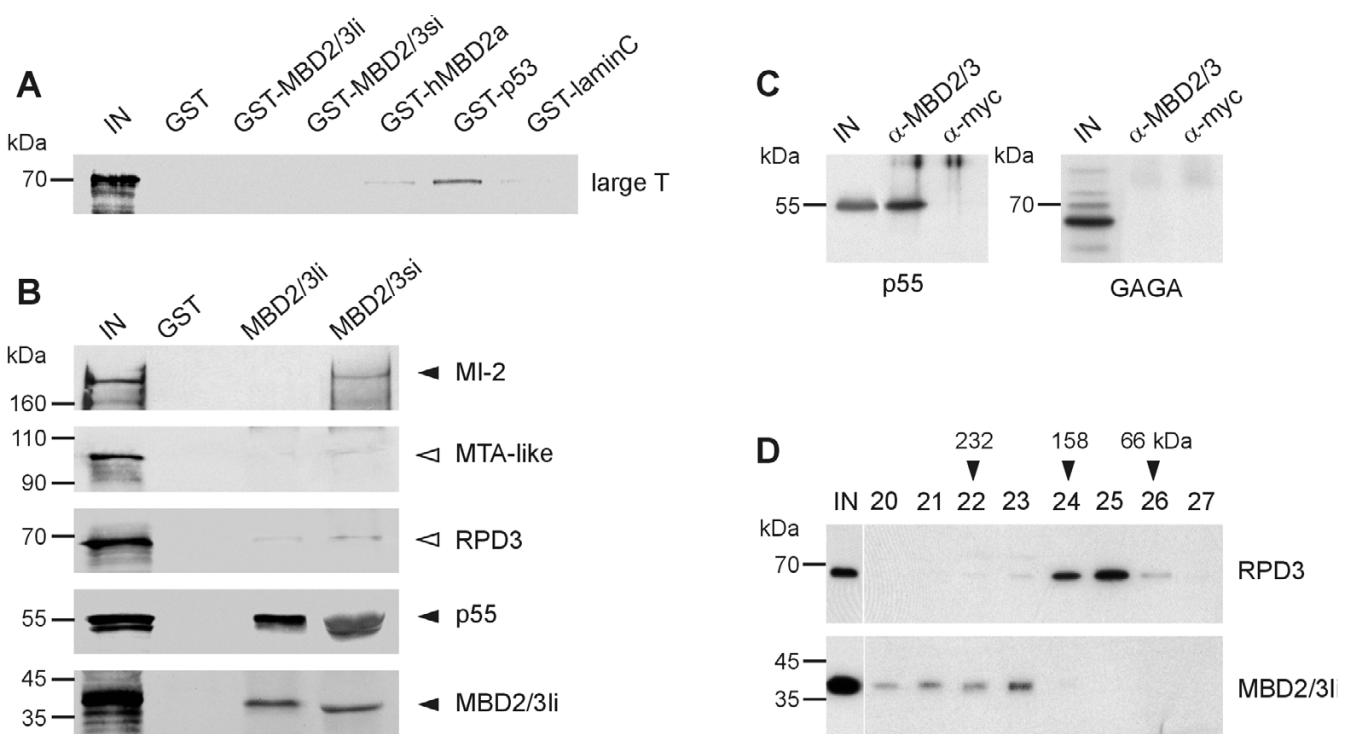 A
IN
GST
GST-MBD2/3li
GST-MBD2/3si
GST-hMBD2a
GST-p53
GST-laminC
kDa
70
large T
B
IN
GST
MBD2/3li
MBD2/3si
kDa
160
MI-2
110
90
MTA-like
70
RPD3
55
p55
45
35
MBD2/3li
C
IN
α-MBD2/3
α-myc
kDa
55
p55
IN
α-MBD2/3
α-myc
kDa
70
GAGA
D
232 158 66 kDa
IN 20 21 22 23 24 25 26 27
kDa
70
RPD3
45
35
MBD2/3li